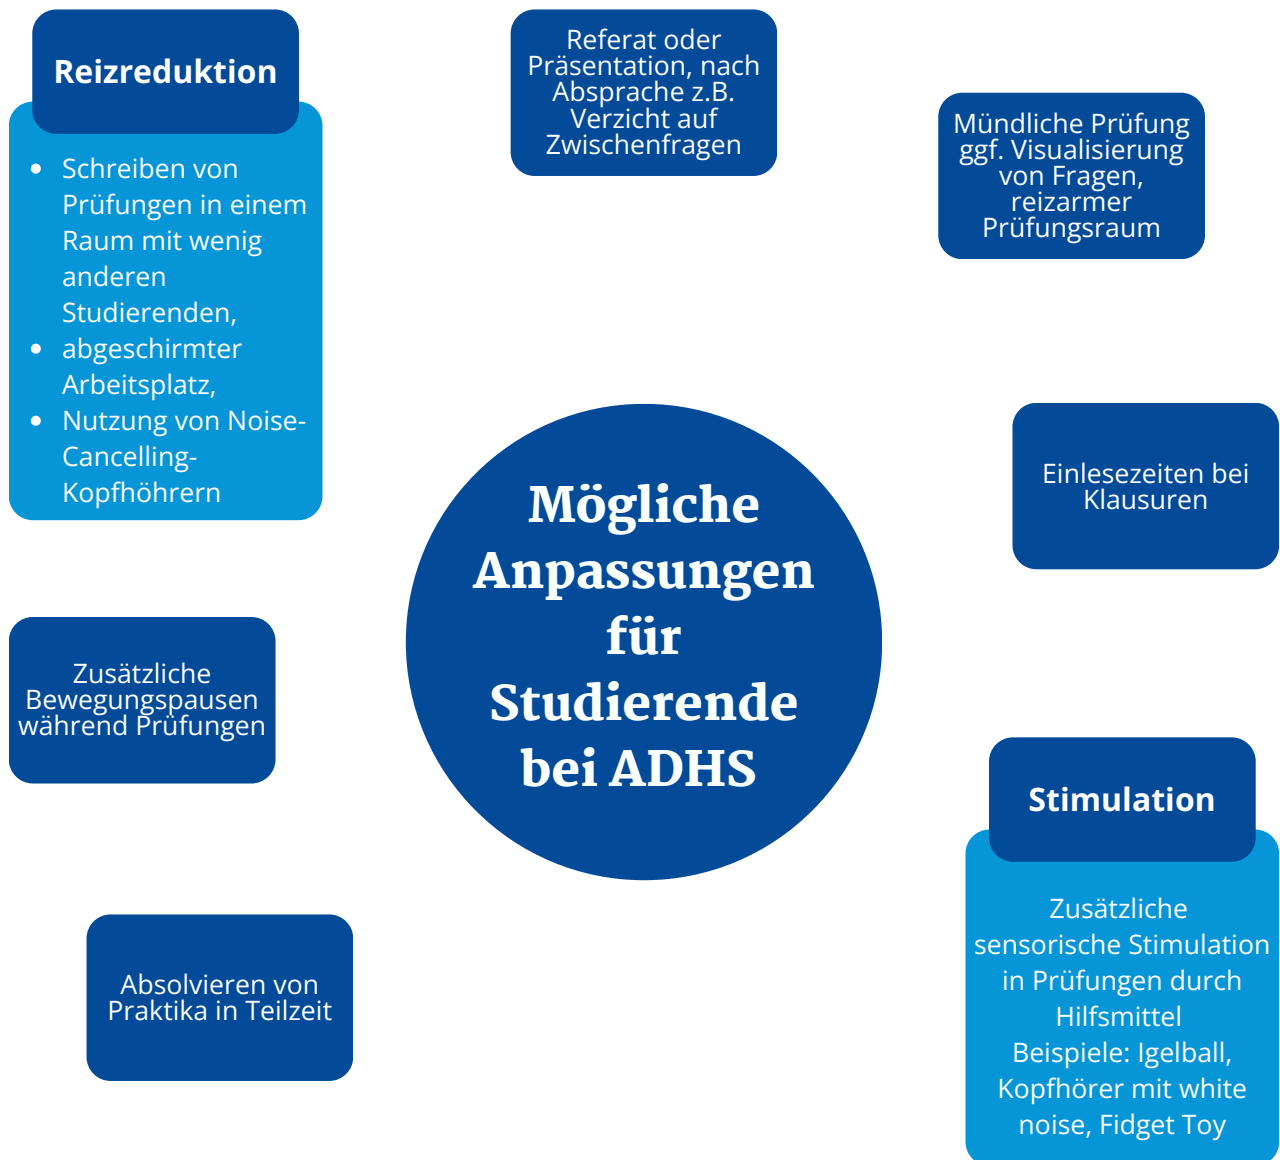 Reizreduktion
• Schreiben von
Prüfungen in einem
Raum mit wenig
anderen
Studierenden,
• abgeschirmter
Arbeitsplatz,
• Nutzung von Noise-
Cancelling-
Kopfhöhrern
Referat oder
Präsentation, nach
Absprache z.B.
Verzicht auf
Zwischenfragen
Mündliche Prüfung
ggf. Visualisierung
von Fragen,
reizarmer
Prüfungsraum
Einlesezeiten bei
Klausuren
Mögliche
Anpassungen
für
Studierende
bei ADHS
Zusätzliche
Bewegungspausen
während Prüfungen
Stimulation
Zusätzliche
sensorische Stimulation
in Prüfungen durch
Hilfsmittel
Beispiele: Igelball,
Kopfhörer mit white
noise, Fidget Toy
Absolvieren von
Praktika in Teilzeit